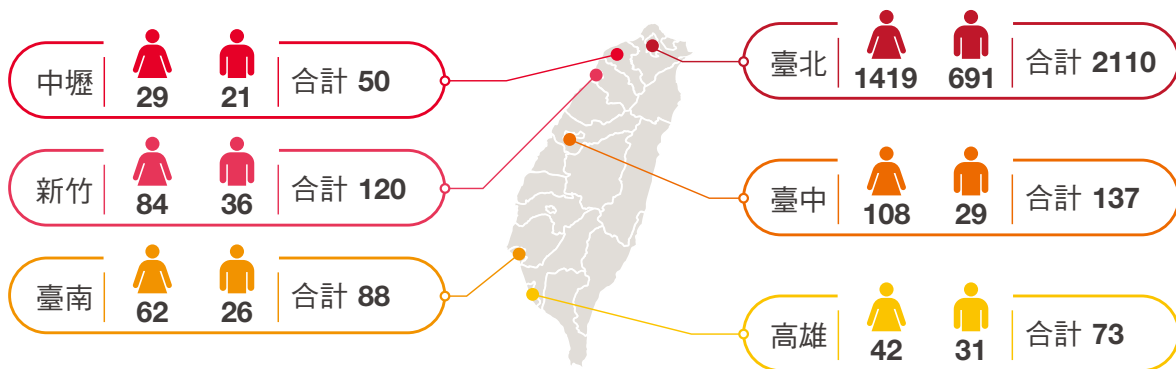 中壢 29 21 合計 50
新竹 84 36 合計 120
臺南 62 26 合計 88
臺北 1419 691 合計 2110
臺中 108 29 合計 137
高雄 42 31 合計 73